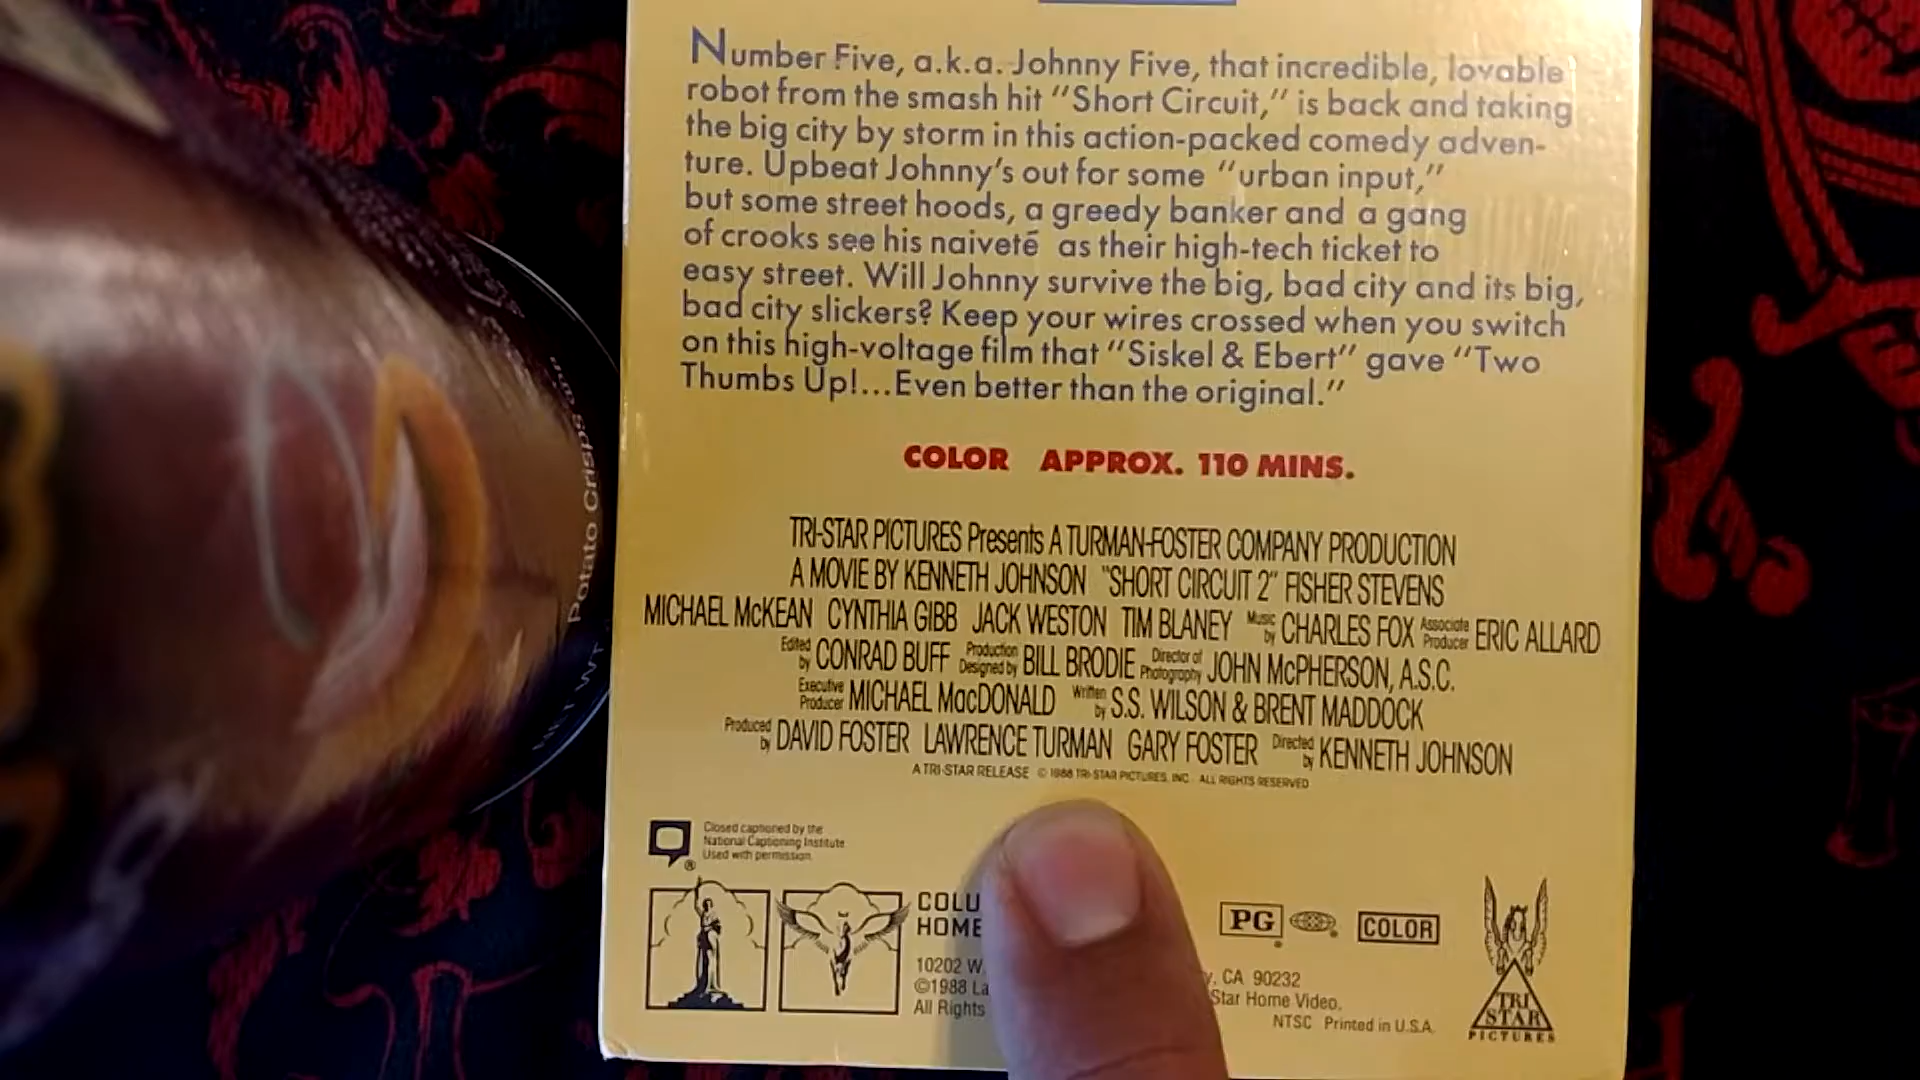 Number Five, a.k.a. Johnny Five, that incredible, lovable
robot from the smash hit "Short Circuit," is back and taking
the big city by storm in this action-packed comedy adven-
ture. Upbeat Johnny's out for some "urban input,"
but some street hoods, a greedy banker and a gang
of crooks see his naiveté as their high-tech ticket to
easy street. Will Johnny survive the big, bad city and its big,
bad city slickers? Keep your wires crossed when you switch
on this high-voltage film that "Siskel & Ebert" gave "Two
Thumbs Up!...Even better than the original."
COLOR APPROX. 110 MINS.
TRI-STAR PICTURES Presents A TURMAN-FOSTER COMPANY PRODUCTION
A MOVIE BY KENNETH JOHNSON "SHORT CIRCUIT 2" FISHER STEVENS
MICHAEL McKEAN CYNTHIA GIBB JACK WESTON TIM BLANEY Music by CHARLES FOX Associate Producer ERIC ALLARD
Edited by CONRAD BUFF Production Designed by BILL BRODIE Director of Photography JOHN McPHERSON, A.S.C.
Executive Producer MICHAEL MacDONALD Written by S.S. WILSON & BRENT MADDOCK
Produced by DAVID FOSTER LAWRENCE TURMAN GARY FOSTER Directed by KENNETH JOHNSON
A TRI-STAR RELEASE © 1988 TRI-STAR PICTURES, INC. ALL RIGHTS RESERVED
Closed captioned by the
National Captioning Institute
Used with permission.
COLU
HOME
10202 W.
©1988 La
All Rights
PG
COLOR
, CA 90232
Star Home Video.
NTSC Printed in U.S.A.
TRI
STAR
PICTURES
Potato Crisps
NET WT